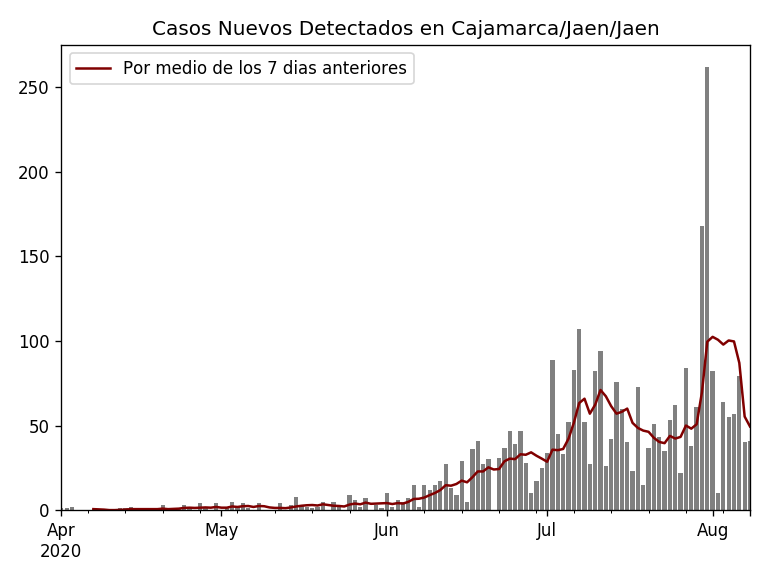 Casos Nuevos Detectados en Cajamarca/Jaen/Jaen
Por medio de los 7 dias anteriores
250
200
150
100
50
0
Apr May Jun Jul Aug
2020